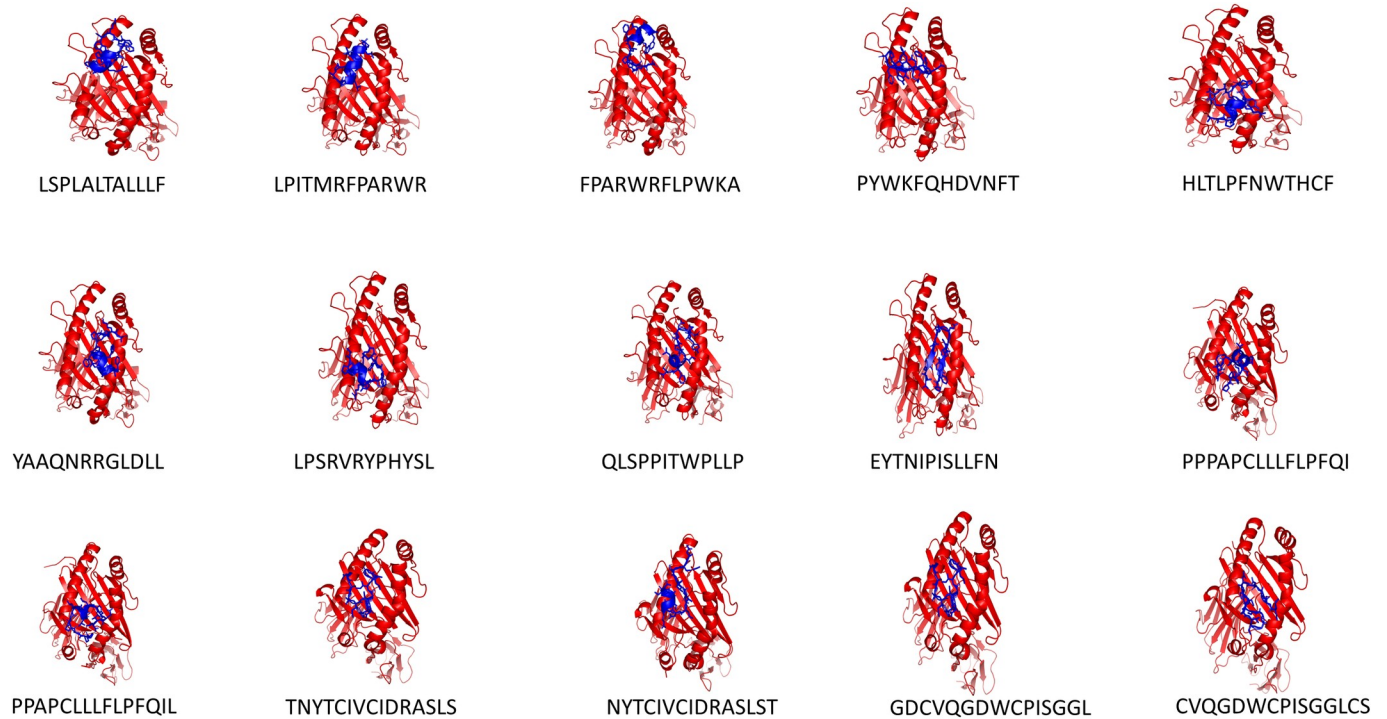 LSPLALTALLLF
LPITMRFPARWR
FPARWRFLPWKA
PYWKFQHDVNFT
HLTLPFNWTHCF
YAAQNRRGLDLL
LPSRVRYPHYSL
QLSPPITWPLLP
EYTNIPISLLFN
PPPAPCLLLFLPFQI
PPAPCLLLFLPFQIL
TNYTCIVCIDRASLS
NYTCIVCIDRASLST
GDCVQGDWCPISGGL
CVQGDWCPISGGLCS